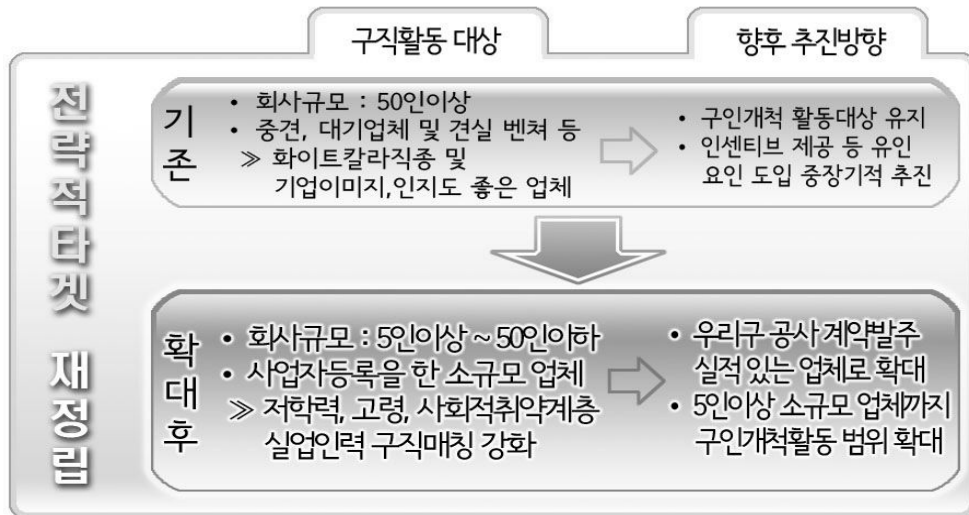 구직활동 대상
향후 추진방향
전략적타겟 재정립
기존
• 회사규모 : 50인이상
• 중견, 대기업체 및 견실 벤쳐 등
≫ 화이트칼라직종 및
기업이미지,인지도 좋은 업체
• 구인개척 활동대상 유지
• 인센티브 제공 등 유인
요인 도입 중장기적 추진
확대후
• 회사규모 : 5인이상 ~ 50인이하
• 사업자등록을 한 소규모 업체
≫ 저학력, 고령, 사회적취약계층
실업인력 구직매칭 강화
• 우리구 공사 계약발주
실적 있는 업체로 확대
• 5인이상 소규모 업체까지
구인개척활동 범위 확대